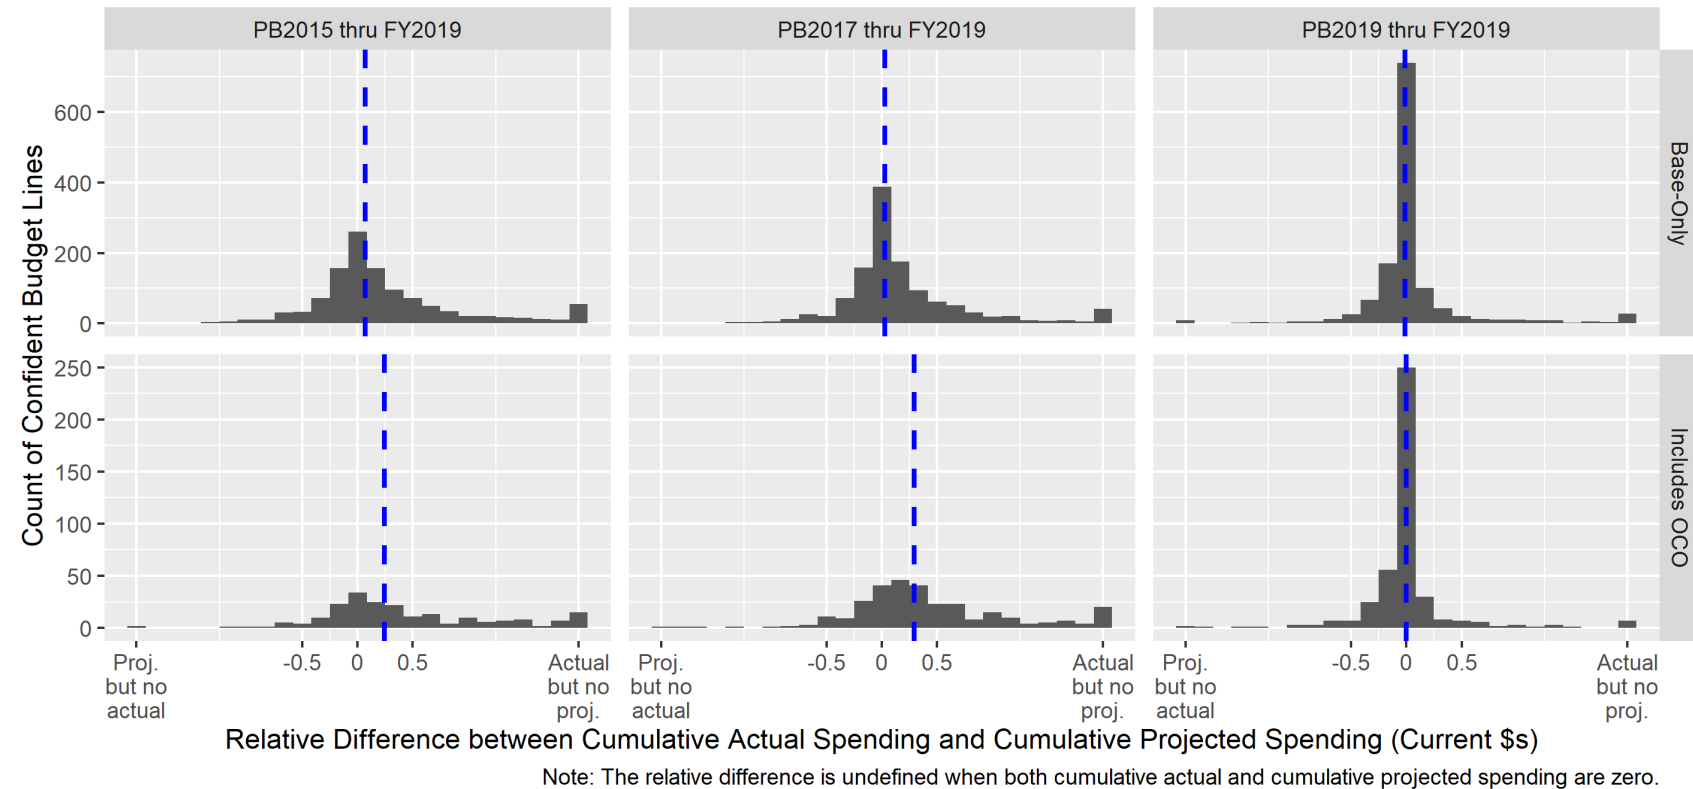 PB2015 thru FY2019
PB2017 thru FY2019
PB2019 thru FY2019
Count of Confident Budget Lines
600
400
200
0
Base-Only
250
200
150
100
50
0
Includes OCO
Proj.
but no
actual
-0.5
0
0.5
Actual
but no
proj.
Proj.
but no
actual
-0.5
0
0.5
Actual
but no
proj.
Proj.
but no
actual
-0.5
0
0.5
Actual
but no
proj.
Relative Difference between Cumulative Actual Spending and Cumulative Projected Spending (Current $s)
Note: The relative difference is undefined when both cumulative actual and cumulative projected spending are zero.